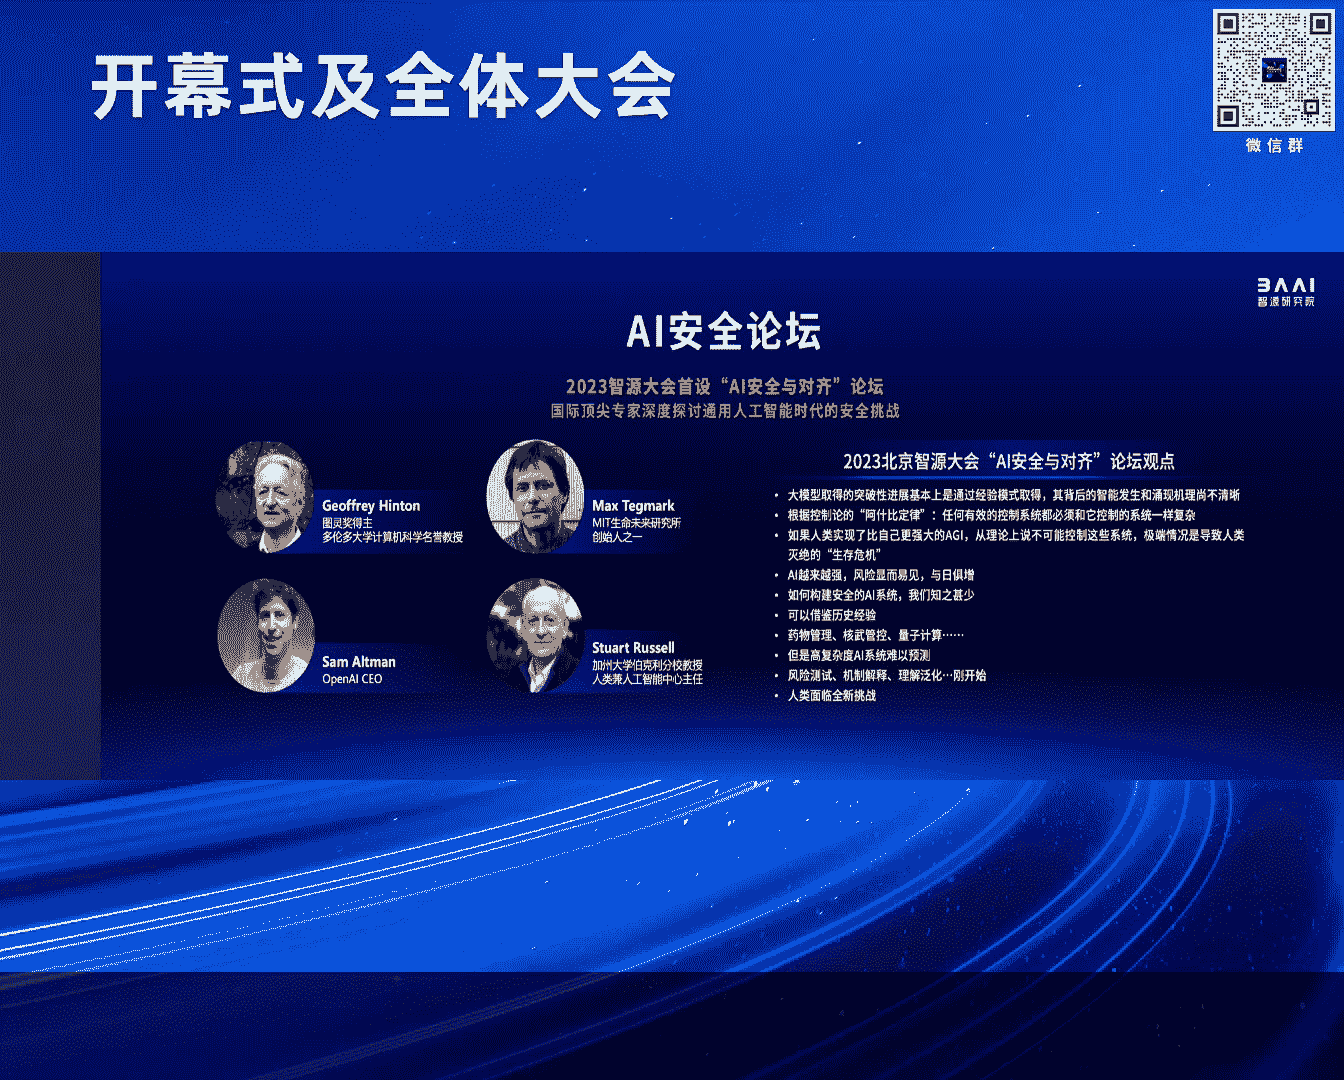 开幕式及全体大会
微信群
BAAI
智源研究院
AI安全论坛
2023智源大会首设“AI安全与对齐”论坛
国际顶尖专家深度探讨通用人工智能时代的安全挑战
Geoffrey Hinton
图灵奖得主
多伦多大学计算机科学名誉教授
Max Tegmark
MIT生命未来研究所
创始人之一
Sam Altman
OpenAI CEO
Stuart Russell
加州大学伯克利分校教授
人类兼人工智能中心主任
2023北京智源大会“AI安全与对齐”论坛观点
• 大模型取得的突破性进展基本上是通过经验模式取得，其背后的智能发生和涌现机理尚不清晰
• 根据控制论的“阿什比定律”：任何有效的控制系统都必须和它控制的系统一样复杂
• 如果人类实现了比自己更强大的AGI，从理论上说不可能控制这些系统，极端情况是导致人类
灭绝的“生存危机”
• AI越来越强，风险显而易见，与日俱增
• 如何构建安全的AI系统，我们知之甚少
• 可以借鉴历史经验
• 药物管理、核武管控、量子计算……
• 但是高复杂度AI系统难以预测
• 风险测试、机制解释、理解泛化…刚开始
• 人类面临全新挑战